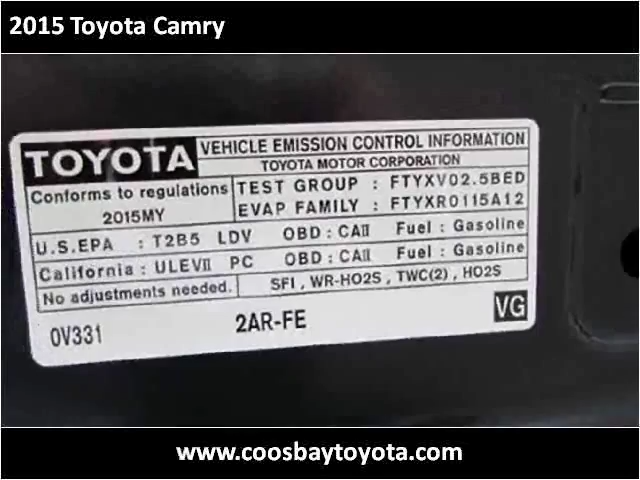 2015 Toyota Camry
TOYOTA VEHICLE EMISSION CONTROL INFORMATION
TOYOTA MOTOR CORPORATION
Conforms to regulations
2015MY
TEST GROUP : FTYXV02.5BED
EVAP FAMILY : FTYXR0115A12
U.S.EPA : T2B5 LDV OBD : CAII Fuel : Gasoline
California : ULEVII PC OBD : CAII Fuel : Gasoline
No adjustments needed. SFI , WR-HO2S , TWC(2) , HO2S
0V331 2AR-FE VG
www.coosbaytoyota.com